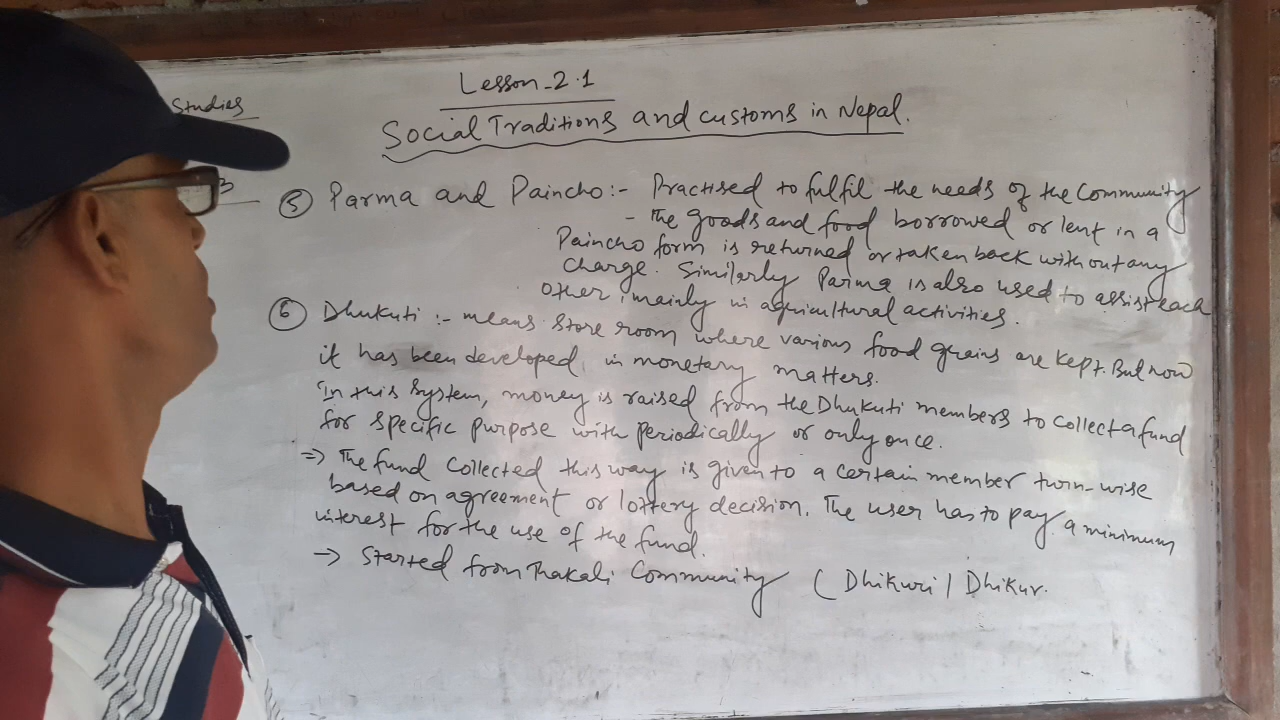 Studies
Lesson-2.1
Social Traditions and customs in Nepal.
3
⑤ Parma and Paincho:- Practised to fulfil the needs of the Community
- The goods and food borrowed or lent in a
Paincho form is returned or taken back without any
charge. Similarly Parma is also used to assist each
other, mainly in agricultural activities.
⑥ Dhukuti :- means store room where various food grains are kept. But now
it has been developed in monetary matters.
In this system, money is raised from the Dhukuti members to collect a fund
for specific purpose with periodically or only once.
=> The fund collected this way is given to a certain member turn-wise
based on agreement or lottery decision. The user has to pay a minimum
interest for the use of the fund.
-> Started from Thakali Community (Dhikuri / Dhikur.